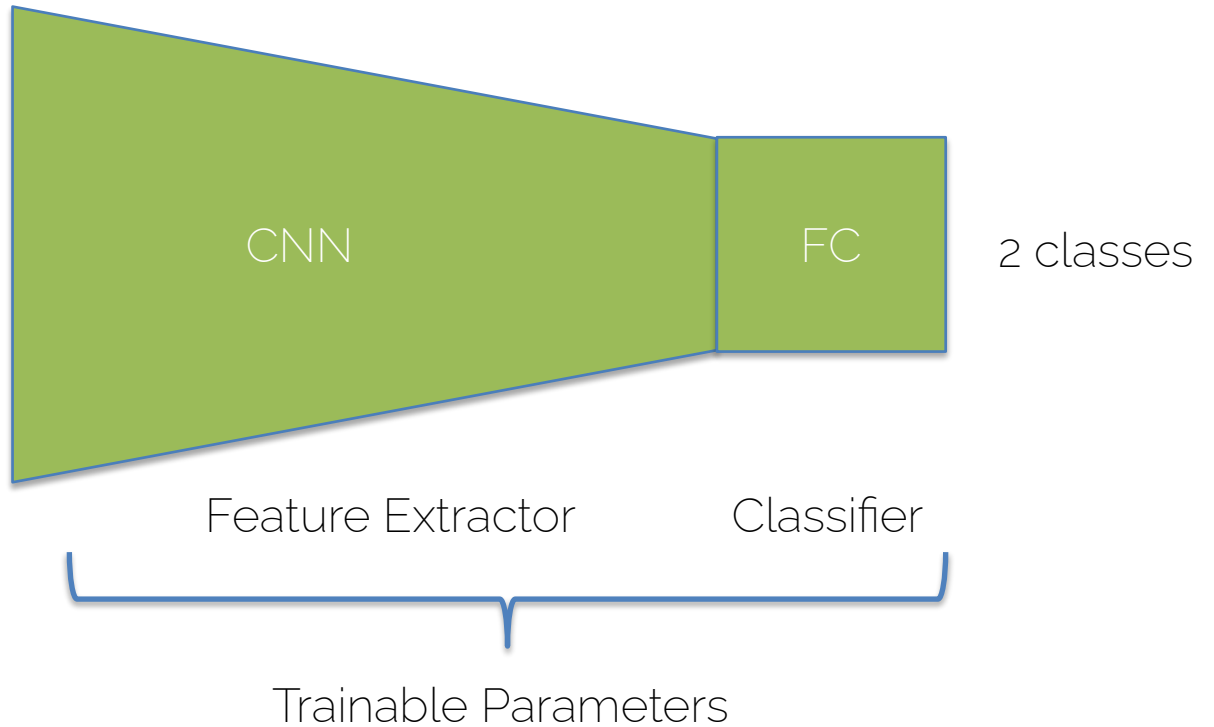 CNN
FC
2 classes
Feature Extractor
Classifier
Trainable Parameters